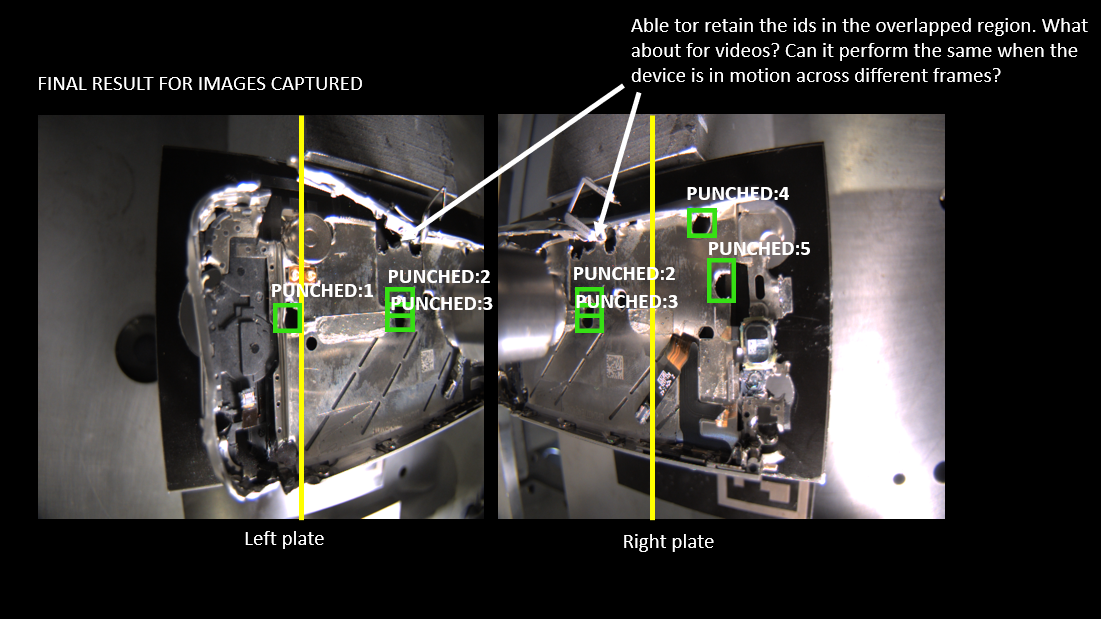 Able tor retain the ids in the overlapped region. What
about for videos? Can it perform the same when the
device is in motion across different frames?
FINAL RESULT FOR IMAGES CAPTURED
PUNCHED:1
PUNCHED:2
PUNCHED:3
PUNCHED:4
PUNCHED:5
PUNCHED:2
PUNCHED:3
Left plate
Right plate